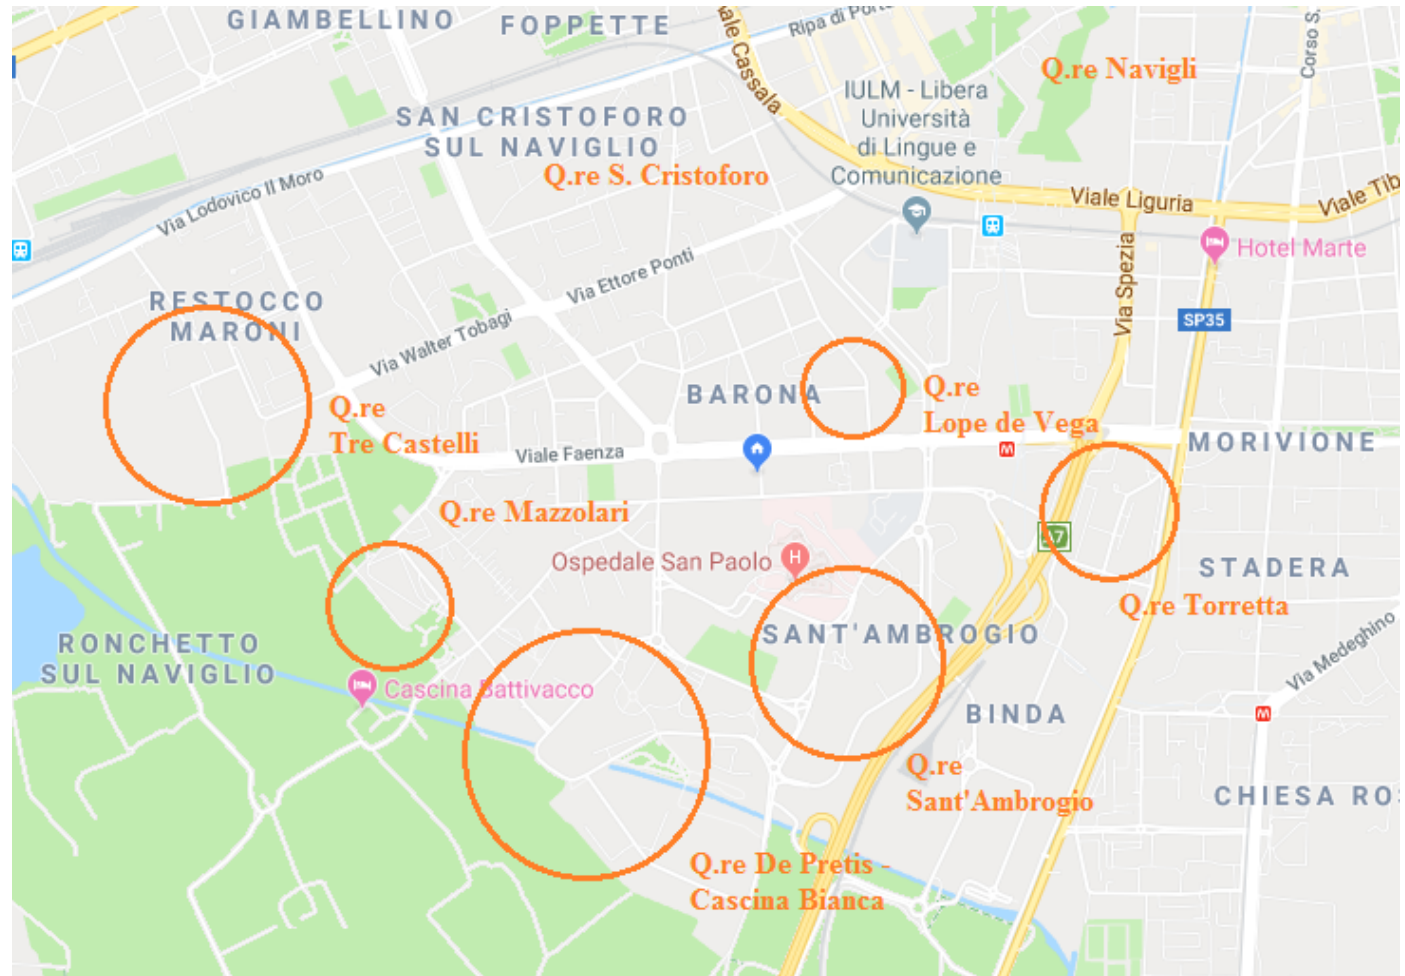 GIAMBELLINO
FOPPETTE
ale Cassala
Ripa di Porta
Corso S.
Q.re Navigli
IULM - Libera
Università
di Lingue e
Comunicazione
SAN CRISTOFORO
SUL NAVIGLIO
Q.re S. Cristoforo
Via Lodovico Il Moro
Viale Liguria
Viale Tib
Hotel Marte
Via Spezia
Via Ettore Ponti
RESTOCCO
MARONI
SP35
Via Walter Tobagi
BARONA
Q.re
Lope de Vega
Q.re
Tre Castelli
Viale Faenza
M
MORIVIONE
Q.re Mazzolari
A7
Ospedale San Paolo
H
STADERA
Q.re Torretta
SANT'AMBROGIO
Via Medeghino
RONCHETTO
SUL NAVIGLIO
Cascina Battivacco
BINDA
M
Q.re
Sant'Ambrogio
CHIESA RO
Q.re De Pretis -
Cascina Bianca